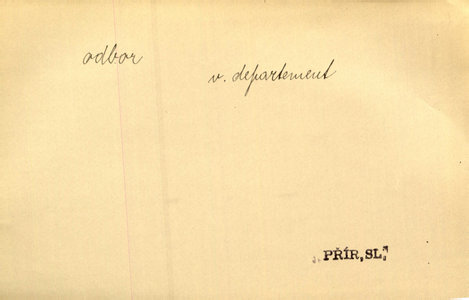 odbor
v. departement
„PŘÍR.SL."